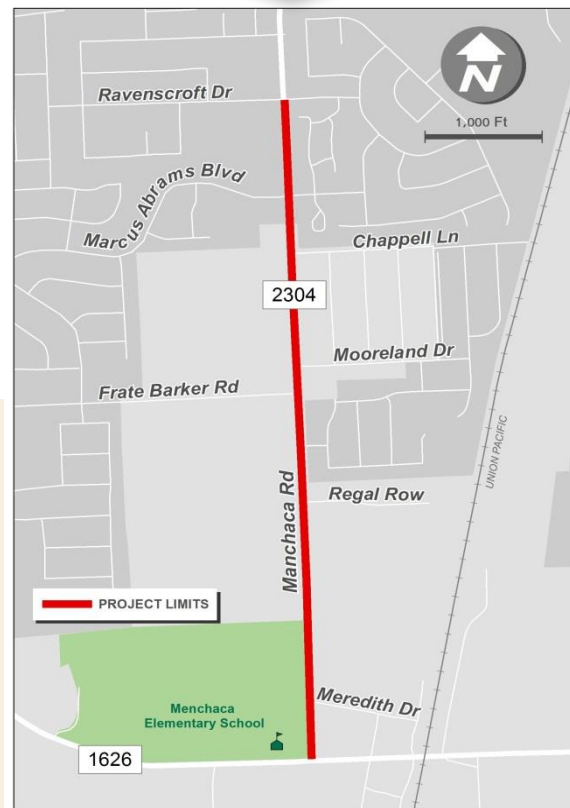 Ravenscroft Dr
N
1,000 Ft
Marcus Abrams Blvd
Chappell Ln
2304
Mooreland Dr
Frate Barker Rd
UNION PACIFIC
Manchaca Rd
Regal Row
PROJECT LIMITS
Menchaca
Elementary School
Meredith Dr
1626